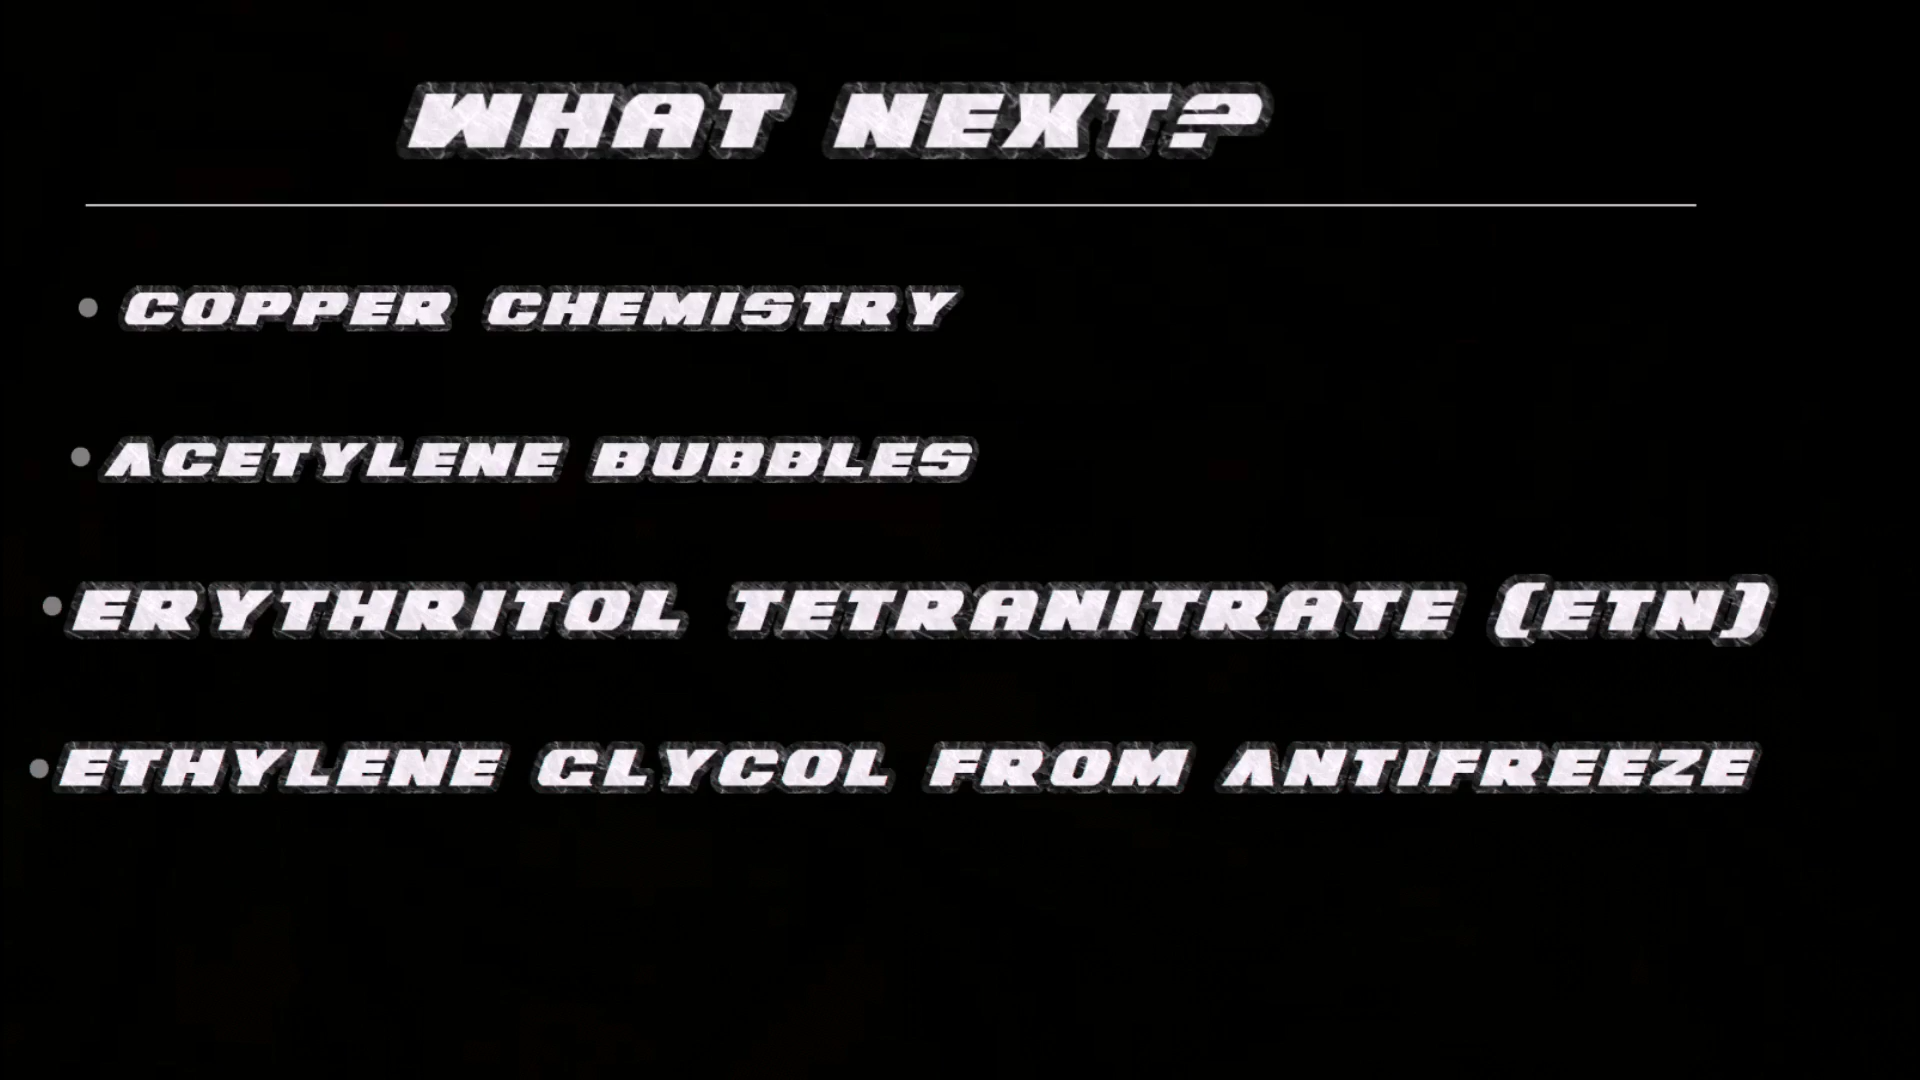 WHAT NEXT?
COPPER CHEMISTRY
ACETYLENE BUBBLES
ERYTHRITOL TETRANITRATE (ETN)
ETHYLENE GLYCOL FROM ANTIFREEZE